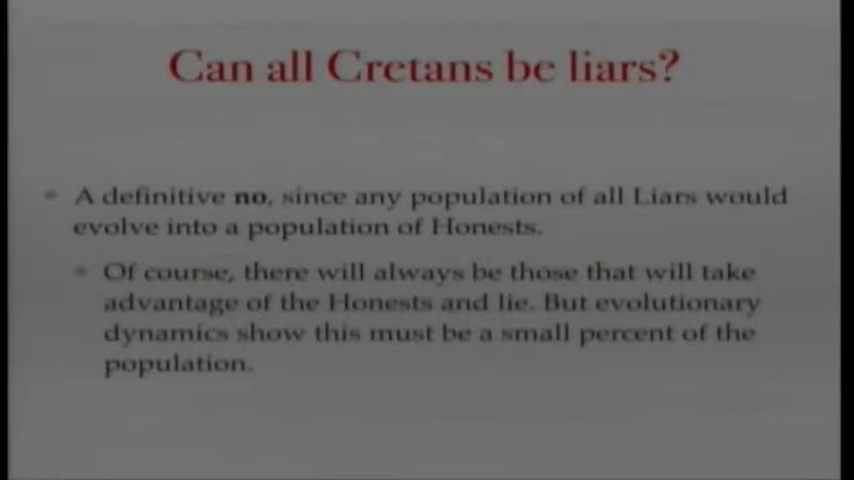 Can all Cretans be liars?
A definitive no, since any population of all Liars would
evolve into a population of Honests.
Of course, there will always be those that will take
advantage of the Honests and lie. But evolutionary
dynamics show this must be a small percent of the
population.